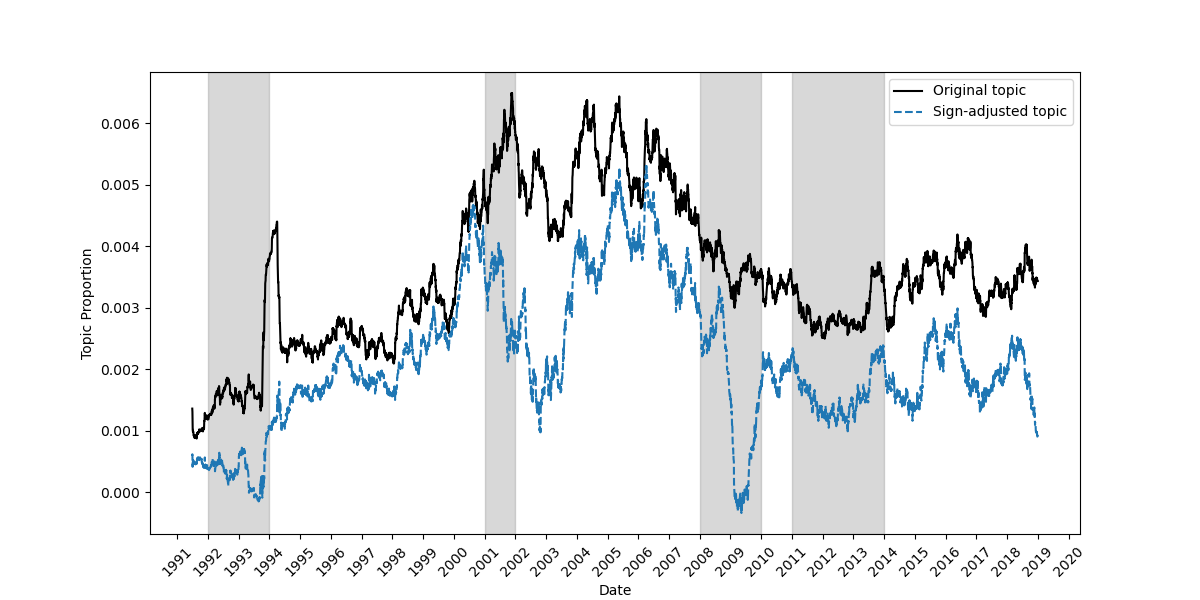 Original topic
Sign-adjusted topic
Topic Proportion
0.006
0.005
0.004
0.003
0.002
0.001
0.000
1991 1992 1993 1994 1995 1996 1997 1998 1999 2000 2001 2002 2003 2004 2005 2006 2007 2008 2009 2010 2011 2012 2013 2014 2015 2016 2017 2018 2019 2020
Date